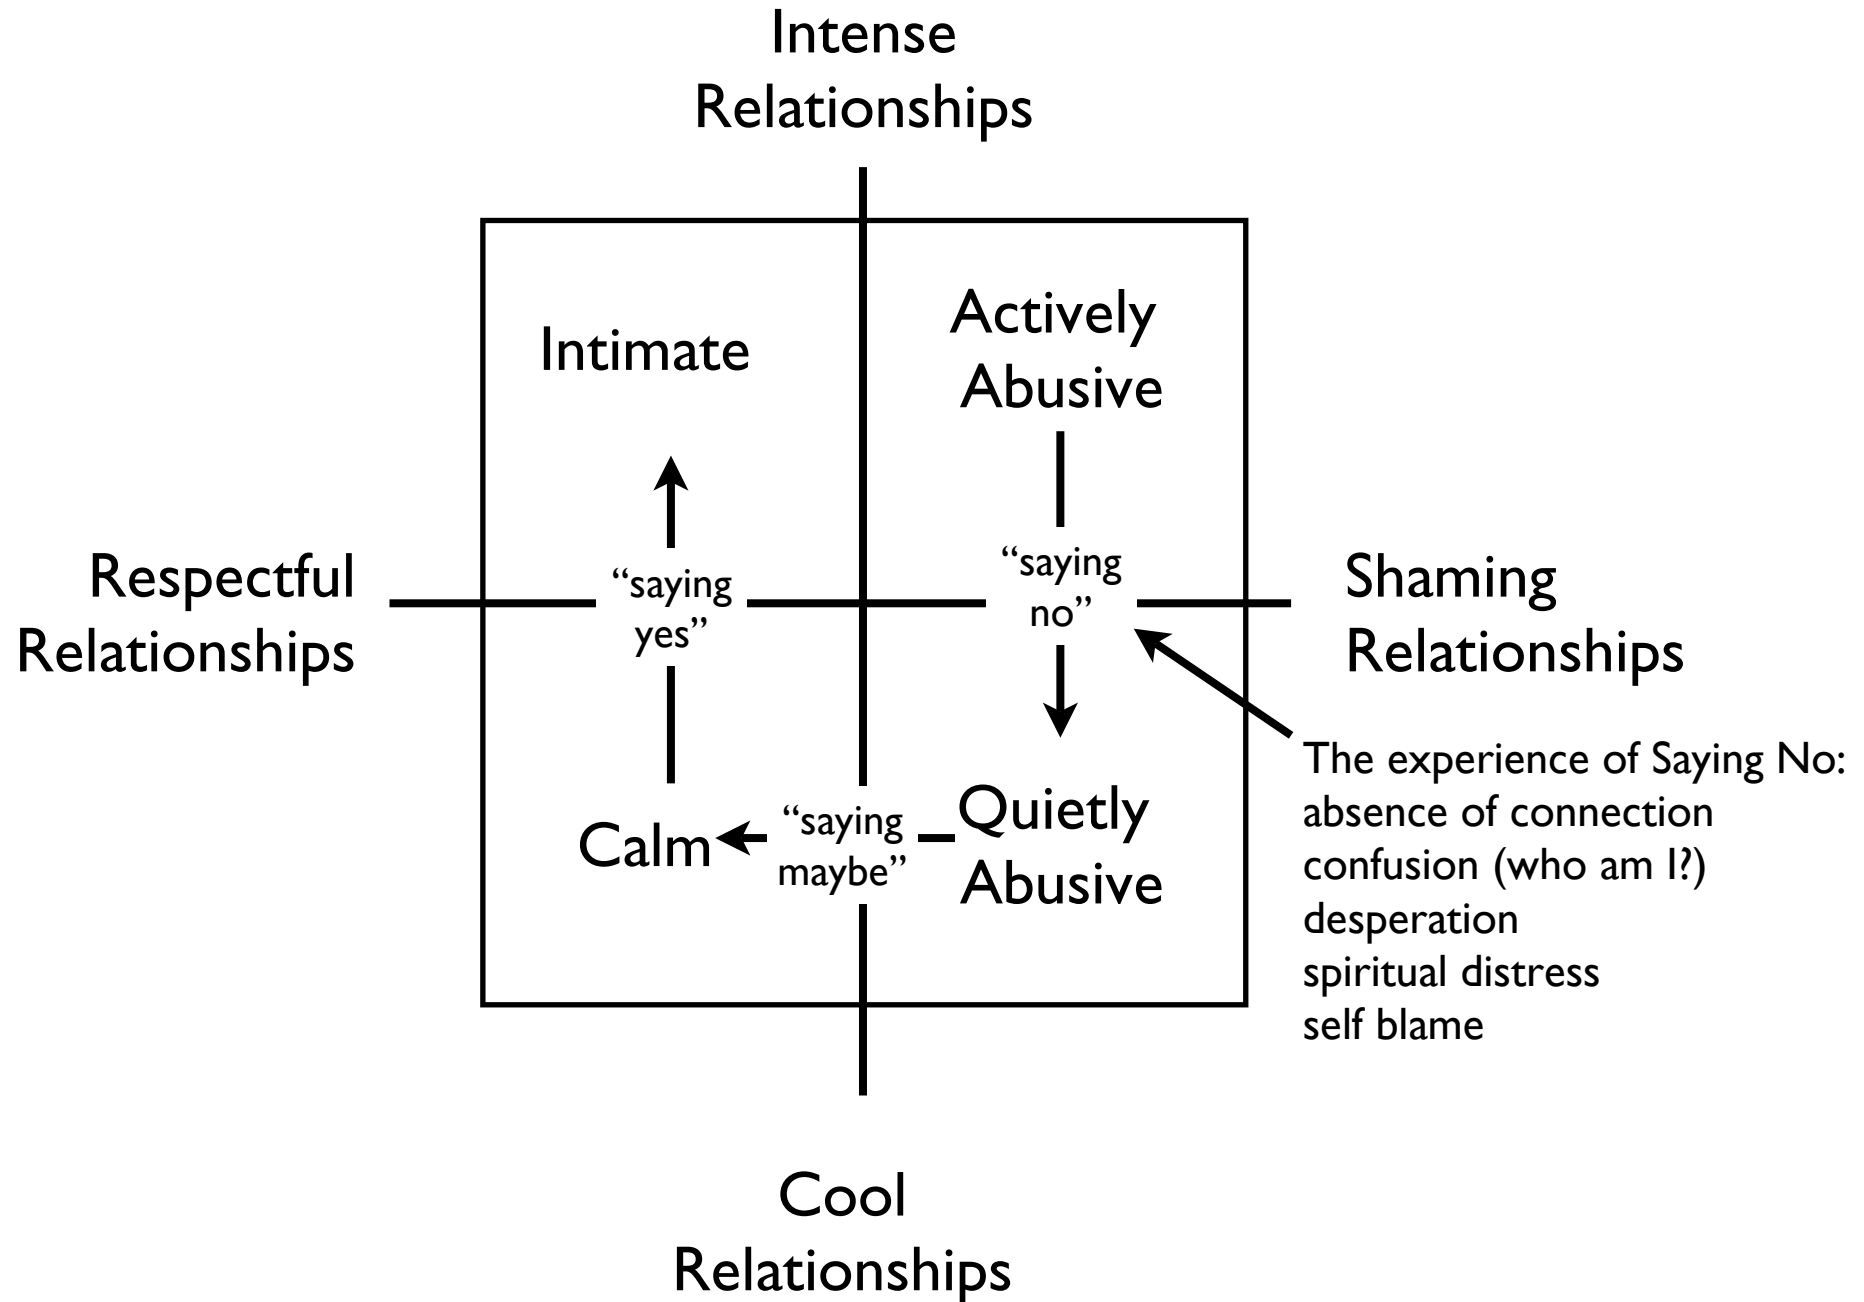 Intense
Relationships
Intimate
Actively
Abusive
Respectful
Relationships
“saying
yes”
“saying
no”
Shaming
Relationships
Calm
“saying
maybe”
Quietly
Abusive
The experience of Saying No:
absence of connection
confusion (who am I?)
desperation
spiritual distress
self blame
Cool
Relationships